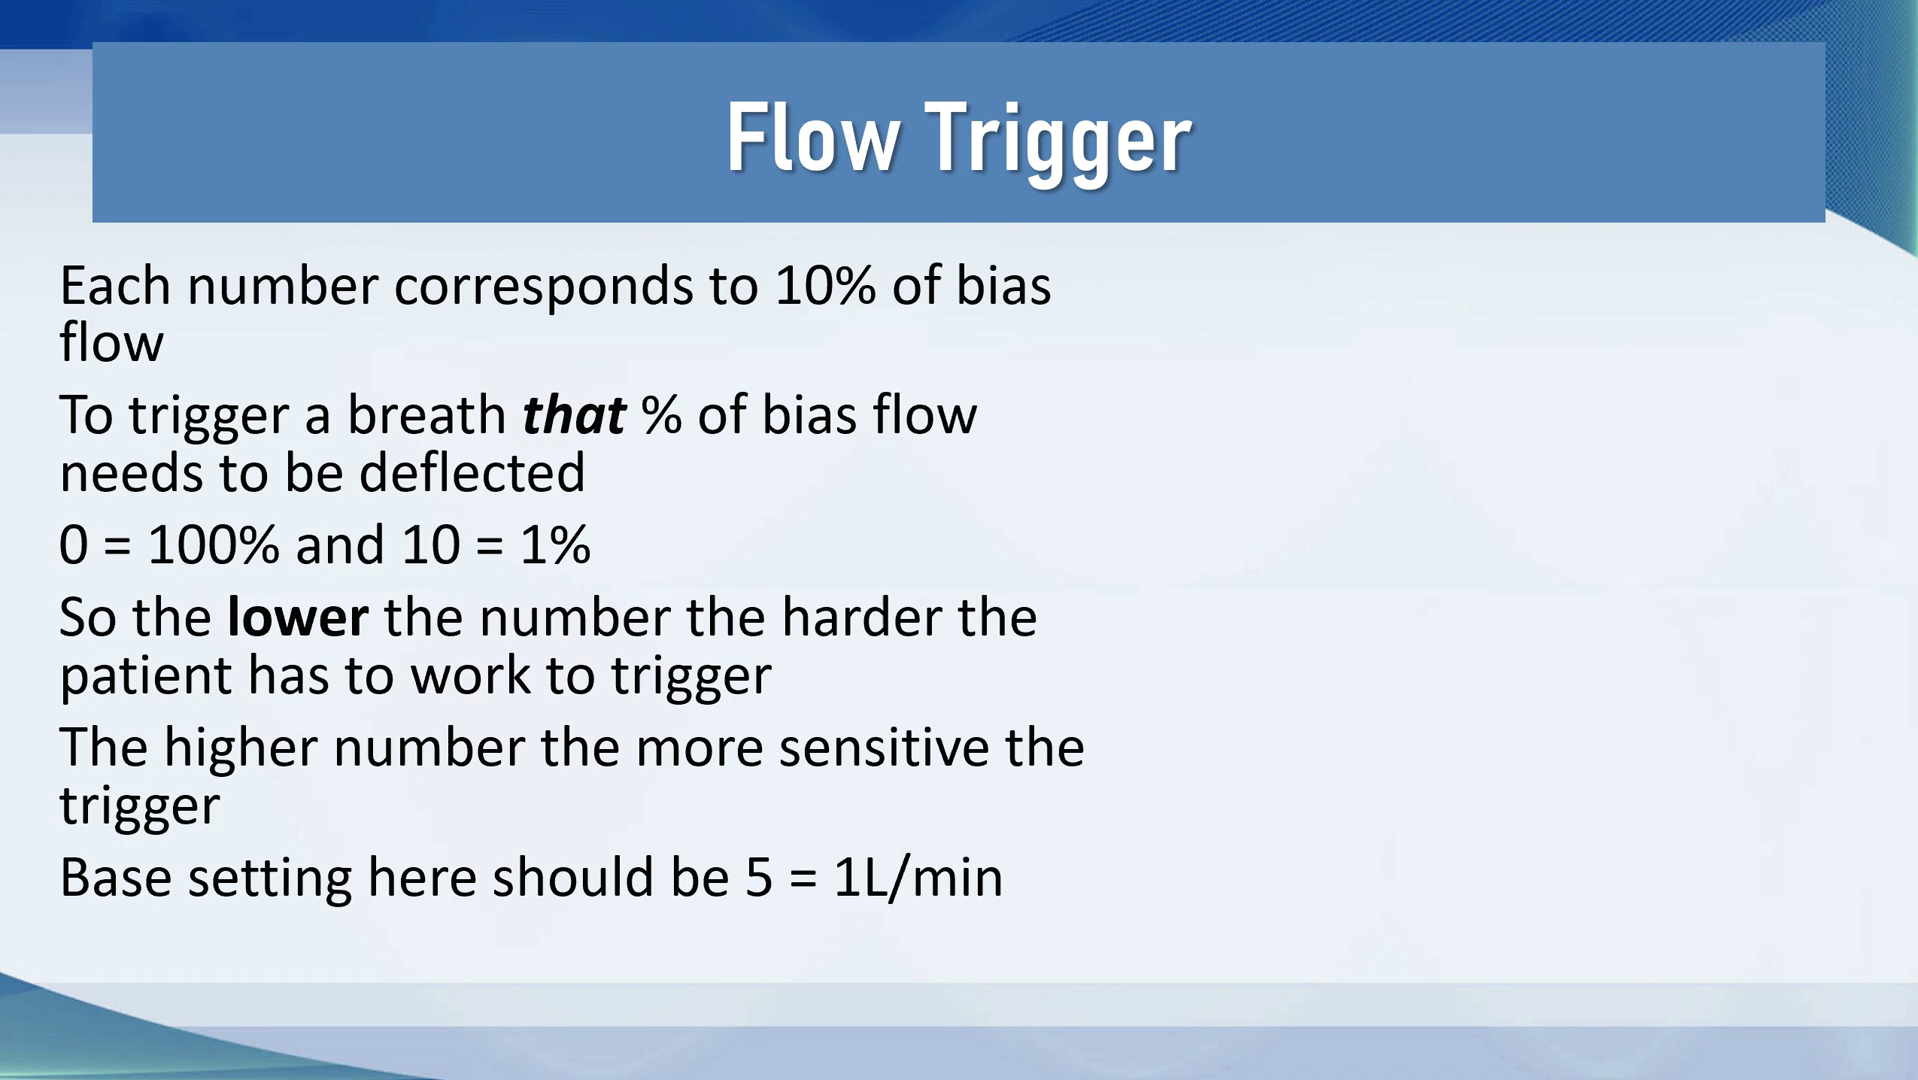 Flow Trigger
Each number corresponds to 10% of bias
flow
To trigger a breath that % of bias flow
needs to be deflected
0 = 100% and 10 = 1%
So the lower the number the harder the
patient has to work to trigger
The higher number the more sensitive the
trigger
Base setting here should be 5 = 1L/min